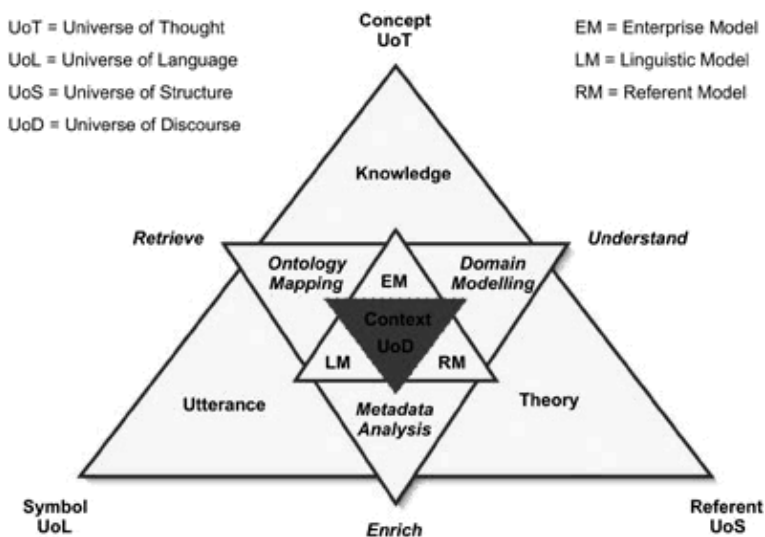 UoT = Universe of Thought
UoL = Universe of Language
UoS = Universe of Structure
UoD = Universe of Discourse
Concept
UoT
EM = Enterprise Model
LM = Linguistic Model
RM = Referent Model
Knowledge
Retrieve
Understand
Ontology
Mapping
EM
Domain
Modelling
Context
UoD
LM
RM
Utterance
Metadata
Analysis
Theory
Symbol
UoL
Enrich
Referent
UoS